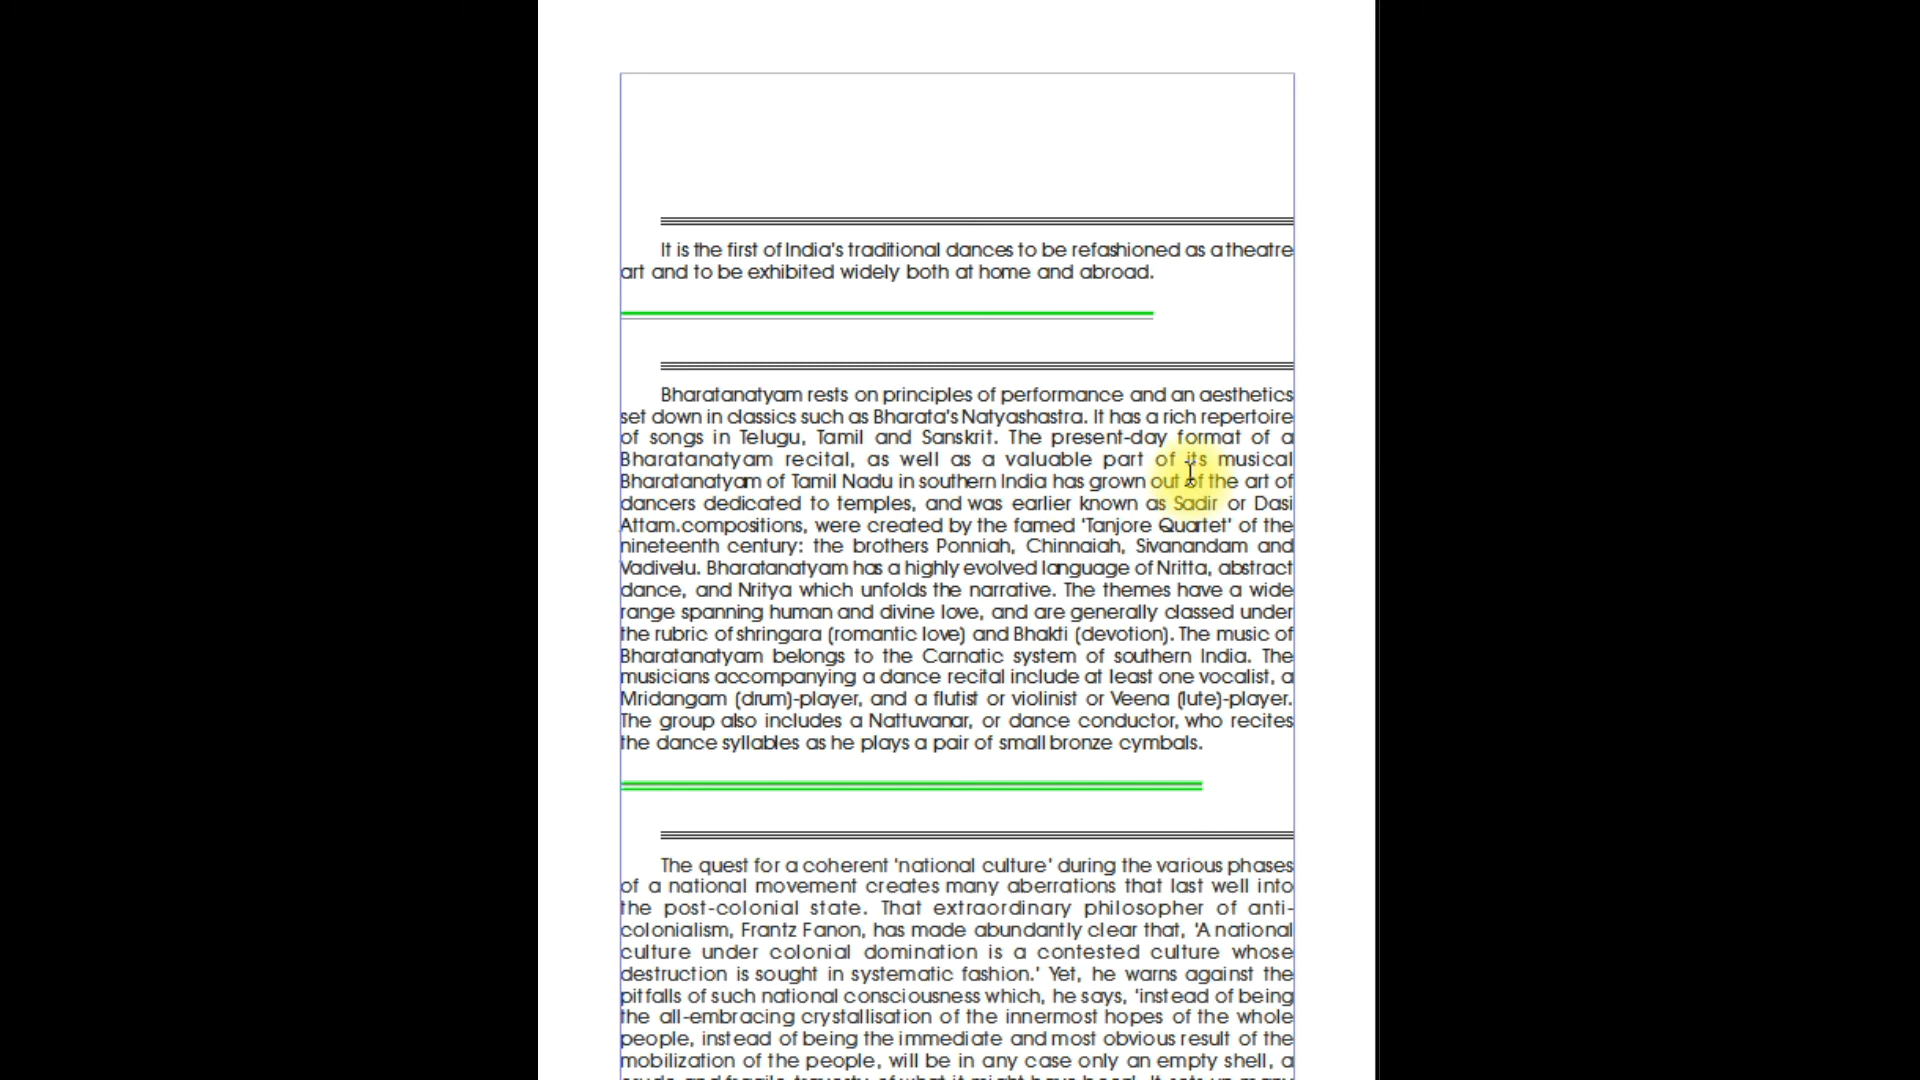 It is the first of India's traditional dances to be refashioned as a theatre
art and to be exhibited widely both at home and abroad.
Bharatanatyam rests on principles of performance and an aesthetics
set down in classics such as Bharata's Natyashastra. It has a rich repertoire
of songs in Telugu, Tamil and Sanskrit. The present-day format of a
Bharatanatyam recital, as well as a valuable part of its musical
Bharatanatyam of Tamil Nadu in southern India has grown out of the art of
dancers dedicated to temples, and was earlier known as Sadir or Dasi
Attam.compositions, were created by the famed 'Tanjore Quartet' of the
nineteenth century: the brothers Ponniah, Chinnaiah, Sivanandam and
Vadivelu. Bharatanatyam has a highly evolved language of Nritta, abstract
dance, and Nritya which unfolds the narrative. The themes have a wide
range spanning human and divine love, and are generally classed under
the rubric of shringara (romantic love) and Bhakti (devotion). The music of
Bharatanatyam belongs to the Carnatic system of southern India. The
musicians accompanying a dance recital include at least one vocalist, a
Mridangam (drum)-player, and a flutist or violinist or Veena (lute)-player.
The group also includes a Nattuvanar, or dance conductor, who recites
the dance syllables as he plays a pair of small bronze cymbals.
The quest for a coherent 'national culture' during the various phases
of a national movement creates many aberrations that last well into
the post-colonial state. That extraordinary philosopher of anti-
colonialism, Frantz Fanon, has made abundantly clear that, 'A national
culture under colonial domination is a contested culture whose
destruction is sought in systematic fashion.' Yet, he warns against the
pitfalls of such national consciousness which, he says, 'instead of being
the all-embracing crystallisation of the innermost hopes of the whole
people, instead of being the immediate and most obvious result of the
mobilization of the people, will be in any case only an empty shell, a